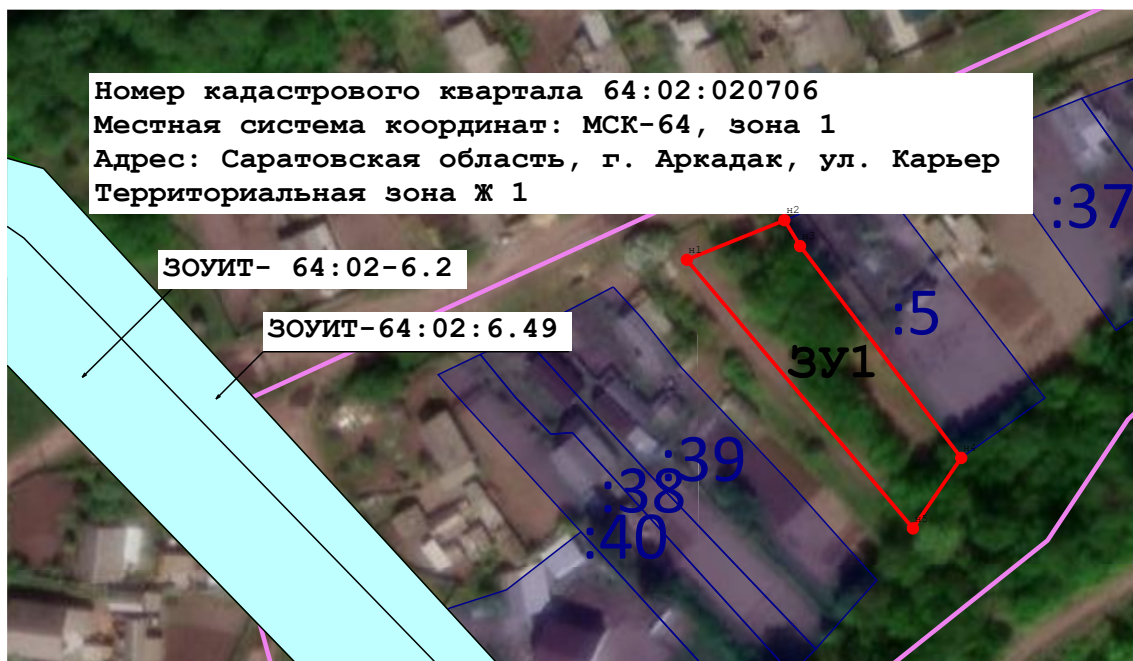 Номер кадастрового квартала 64:02:020706
Местная система координат: МСК-64, зона 1
Адрес: Саратовская область, г. Аркадак, ул. Карьер
Территориальная зона Ж 1
:37
н2
н3
н1
ЗОУИТ- 64:02-6.2
:5
ЗОУИТ-64:02:6.49
ЗУ1
:39
:38
:40